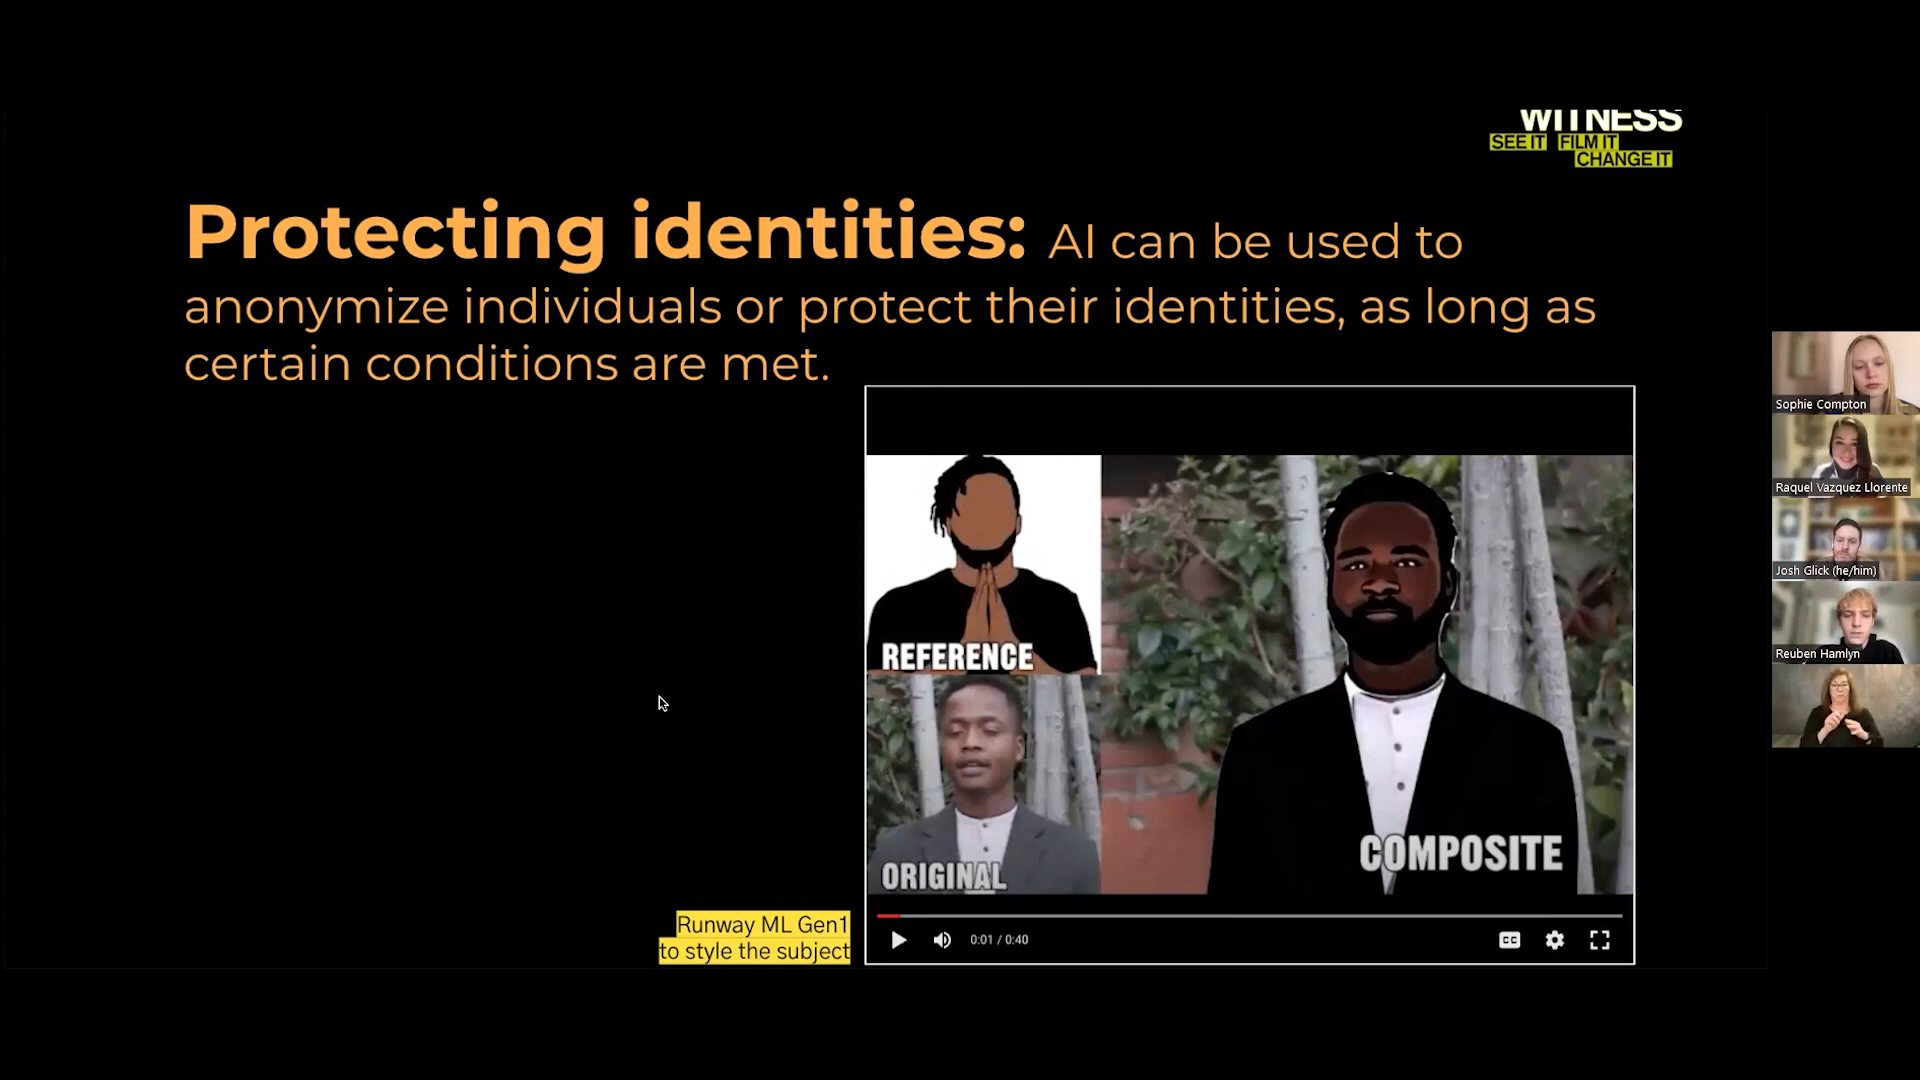 WITNESS
SEE IT FILM IT
CHANGE IT
Protecting identities: AI can be used to
anonymize individuals or protect their identities, as long as
certain conditions are met.
REFERENCE
ORIGINAL
COMPOSITE
Runway ML Gen1
to style the subject
0:01 / 0:40
CC
Sophie Compton
Raquel Vazquez Llorente
Josh Glick (he/him)
Reuben Hamlyn